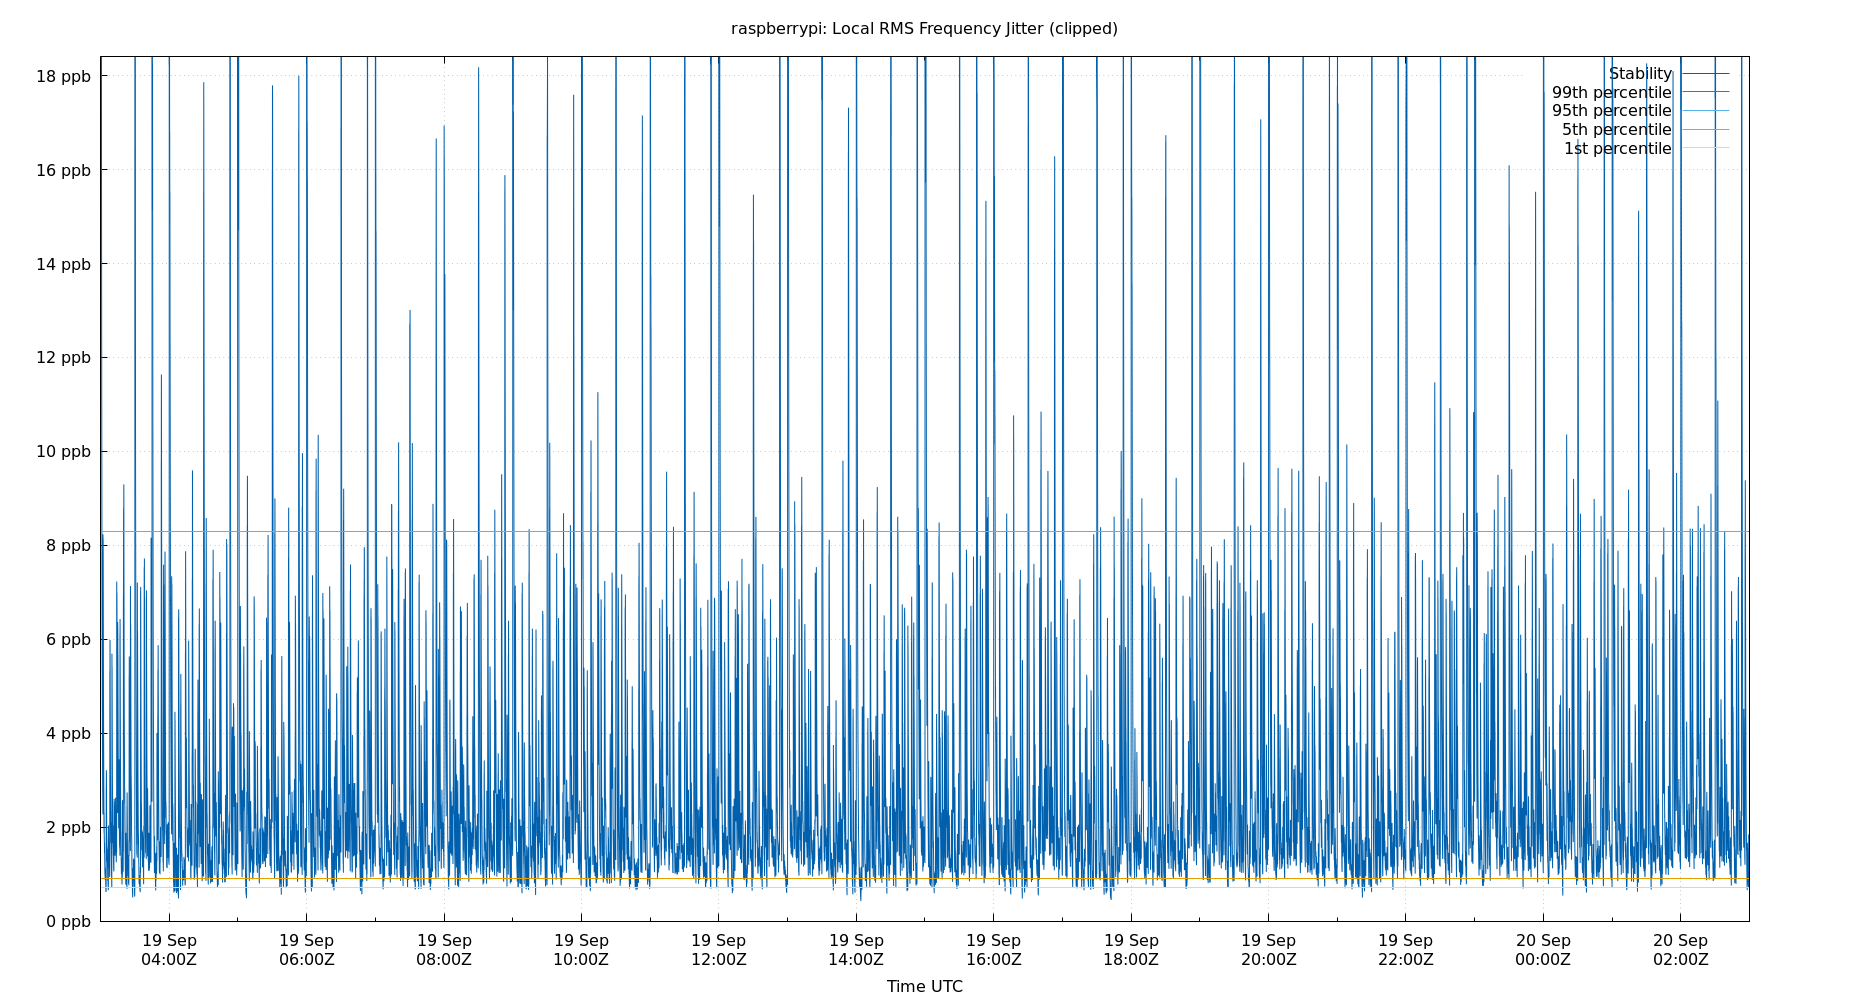 raspberrypi: Local RMS Frequency Jitter (clipped)
18 ppb
16 ppb
14 ppb
12 ppb
10 ppb
8 ppb
6 ppb
4 ppb
2 ppb
0 ppb
Stability
99th percentile
95th percentile
5th percentile
1st percentile
19 Sep
04:00Z
19 Sep
06:00Z
19 Sep
08:00Z
19 Sep
10:00Z
19 Sep
12:00Z
19 Sep
14:00Z
19 Sep
16:00Z
19 Sep
18:00Z
19 Sep
20:00Z
19 Sep
22:00Z
20 Sep
00:00Z
20 Sep
02:00Z
Time UTC